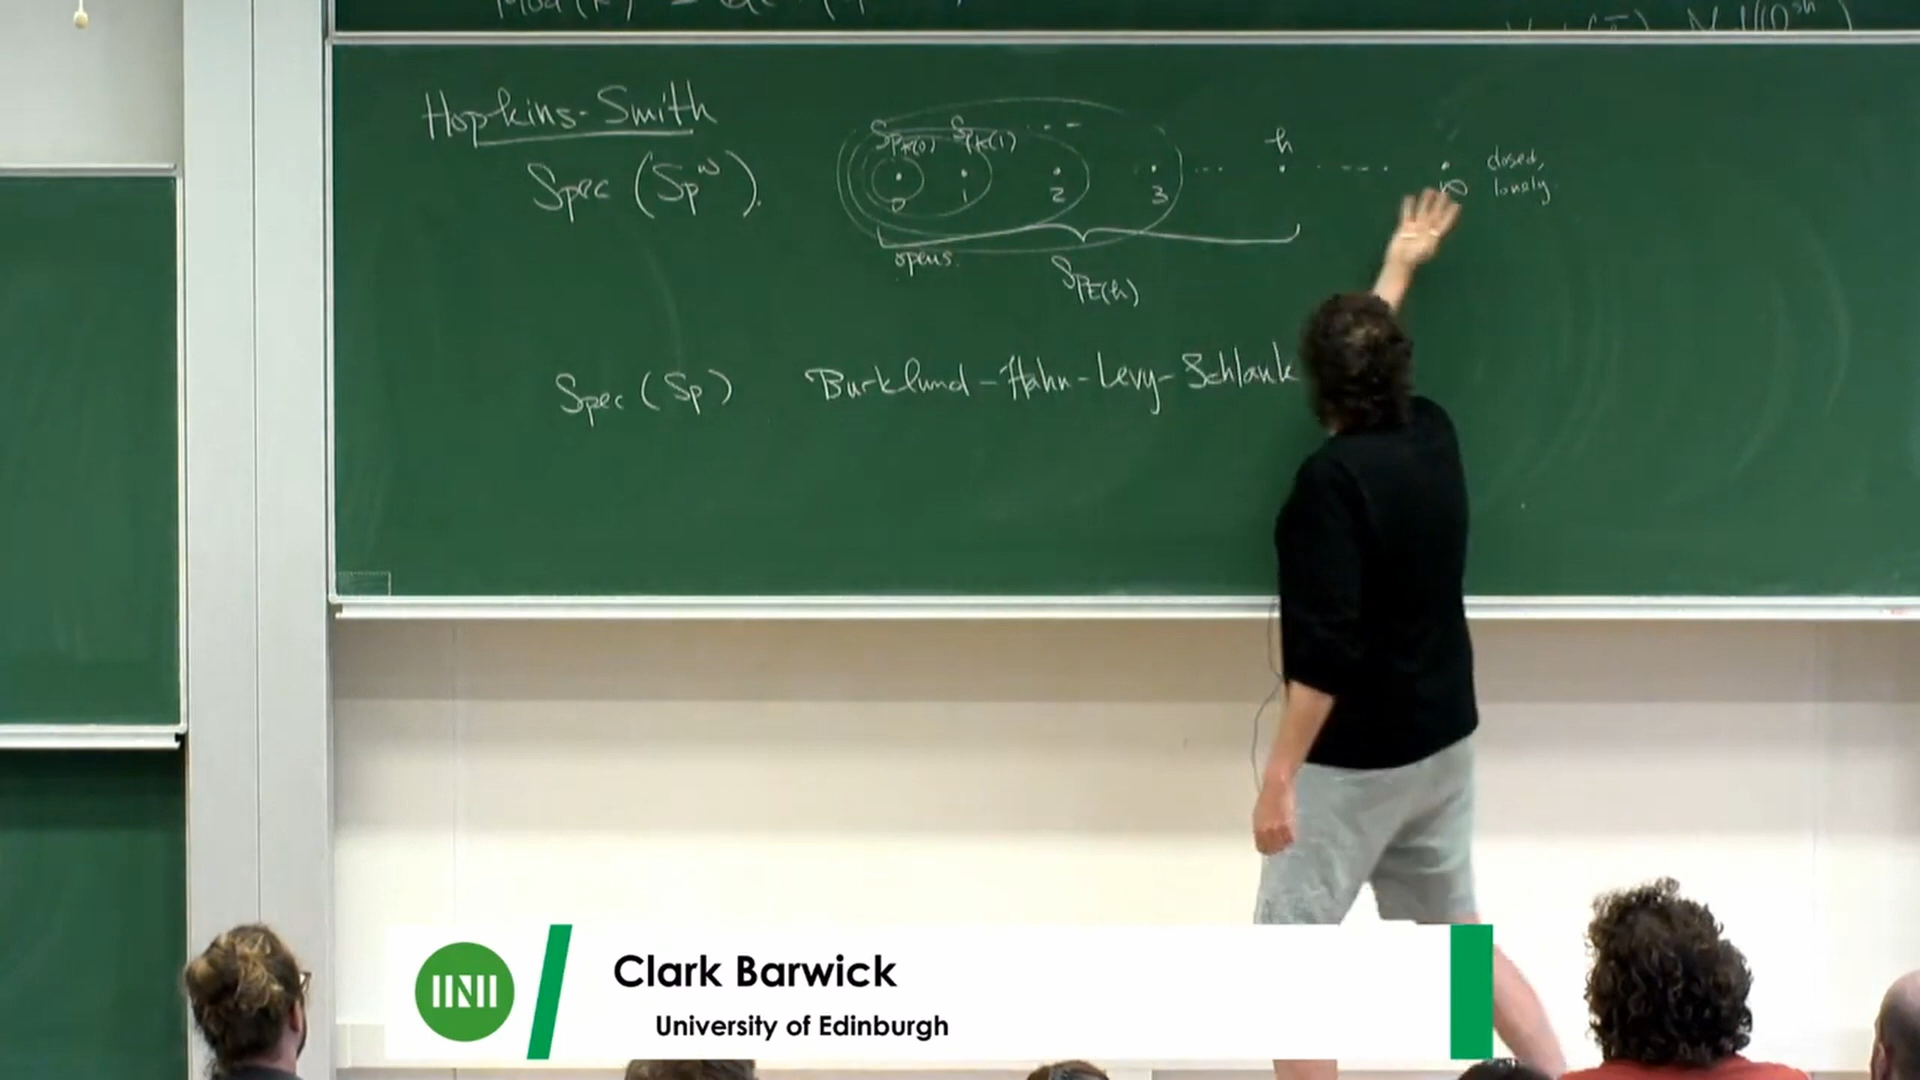 Hopkins-Smith
Spec (Sp^ω).
Sp_K(0) Sp_K(1) ...
0 1 2 3 ... h ... ∞
closed,
lonely
opens.
Sp_E(h)
Spec (Sp) Burklund-Hahn-Levy-Schlank
Clark Barwick
University of Edinburgh